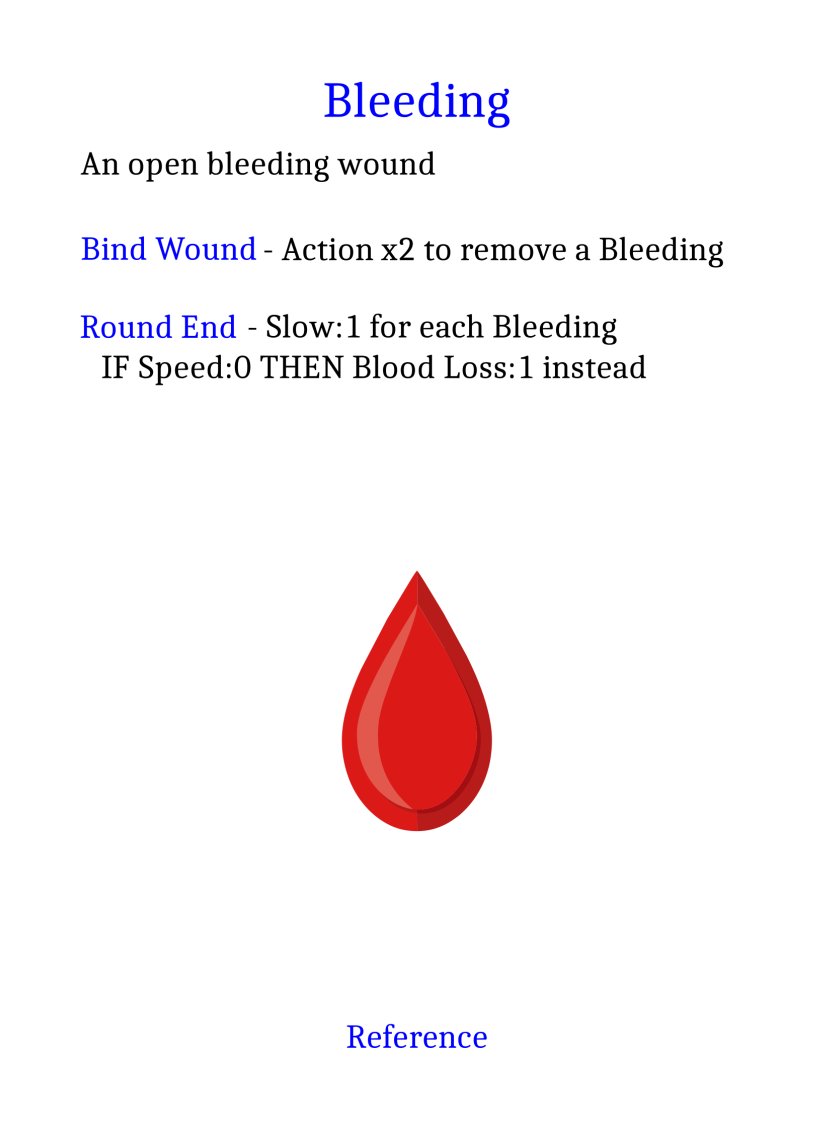 Bleeding
An open bleeding wound
Bind Wound - Action x2 to remove a Bleeding
Round End - Slow:1 for each Bleeding
IF Speed:0 THEN Blood Loss:1 instead
Reference